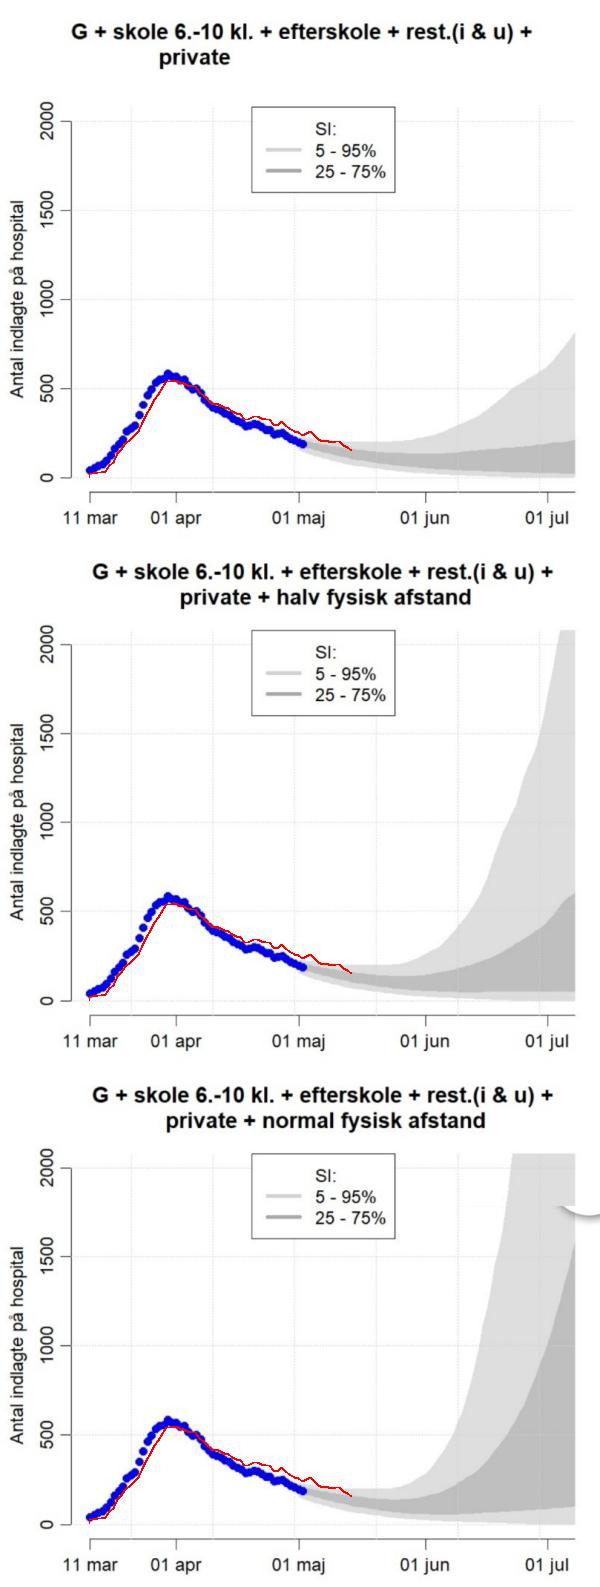 G + skole 6.-10 kl. + efterskole + rest.(i & u) +
private
SI:
5 - 95%
25 - 75%
Antal indlagte på hospital
2000
1500
1000
500
0
11 mar
01 apr
01 maj
01 jun
01 jul
G + skole 6.-10 kl. + efterskole + rest.(i & u) +
private + halv fysisk afstand
SI:
5 - 95%
25 - 75%
Antal indlagte på hospital
2000
1500
1000
500
0
11 mar
01 apr
01 maj
01 jun
01 jul
G + skole 6.-10 kl. + efterskole + rest.(i & u) +
private + normal fysisk afstand
SI:
5 - 95%
25 - 75%
Antal indlagte på hospital
2000
1500
1000
500
0
11 mar
01 apr
01 maj
01 jun
01 jul